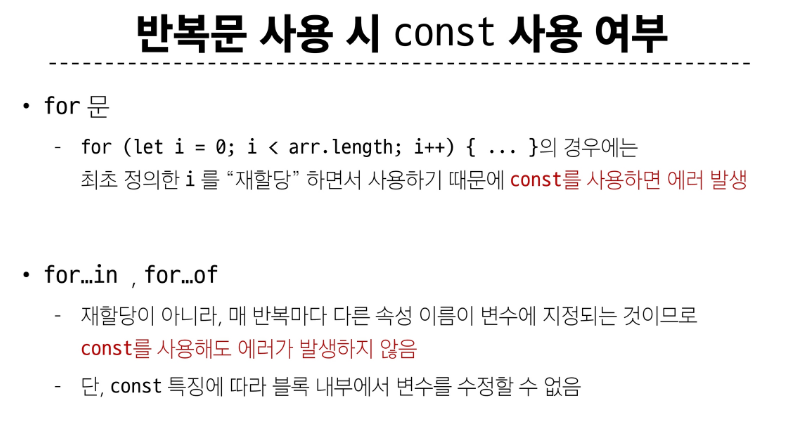 반복문 사용 시 const 사용 여부
• for 문
- for (let i = 0; i < arr.length; i++) { ... }의 경우에는
최초 정의한 i 를 “재할당” 하면서 사용하기 때문에 const를 사용하면 에러 발생
• for…in , for…of
- 재할당이 아니라, 매 반복마다 다른 속성 이름이 변수에 지정되는 것이므로
const를 사용해도 에러가 발생하지 않음
- 단, const 특징에 따라 블록 내부에서 변수를 수정할 수 없음